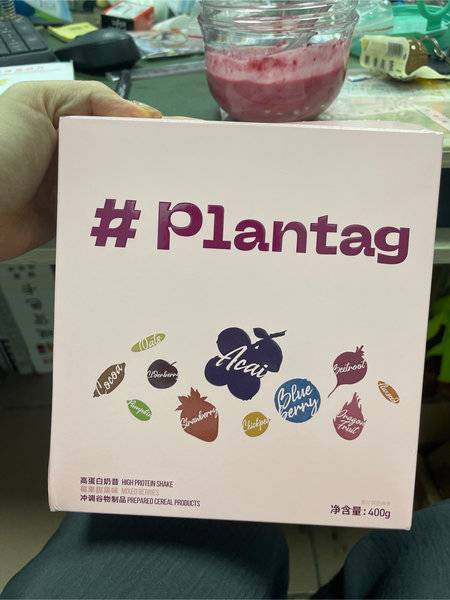 # Plantag
Oats
Cocoa
Acai
Beetroot
Pumpkin
Strawberry
Chickpea
Blue
berry
Dragon
Fruit
高蛋白奶昔 HIGH PROTEIN SHAKE
莓果甜菜味 MIXED BERRIES
冲调谷物制品 PREPARED CEREAL PRODUCTS
净含量: 400g